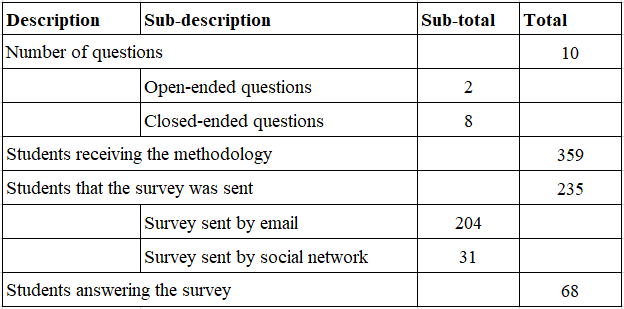 Description Sub-description Sub-total Total
Number of questions 10
Open-ended questions 2
Closed-ended questions 8
Students receiving the methodology 359
Students that the survey was sent 235
Survey sent by email 204
Survey sent by social network 31
Students answering the survey 68